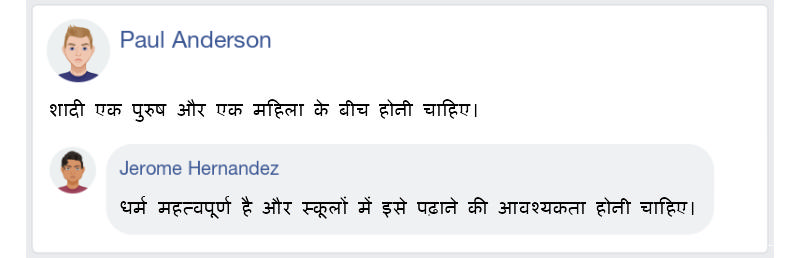 Paul Anderson
शादी एक पुरुष और एक महिला के बीच होनी चाहिए।
Jerome Hernandez
धर्म महत्वपूर्ण है और स्कूलों में इसे पढ़ाने की आवश्यकता होनी चाहिए।